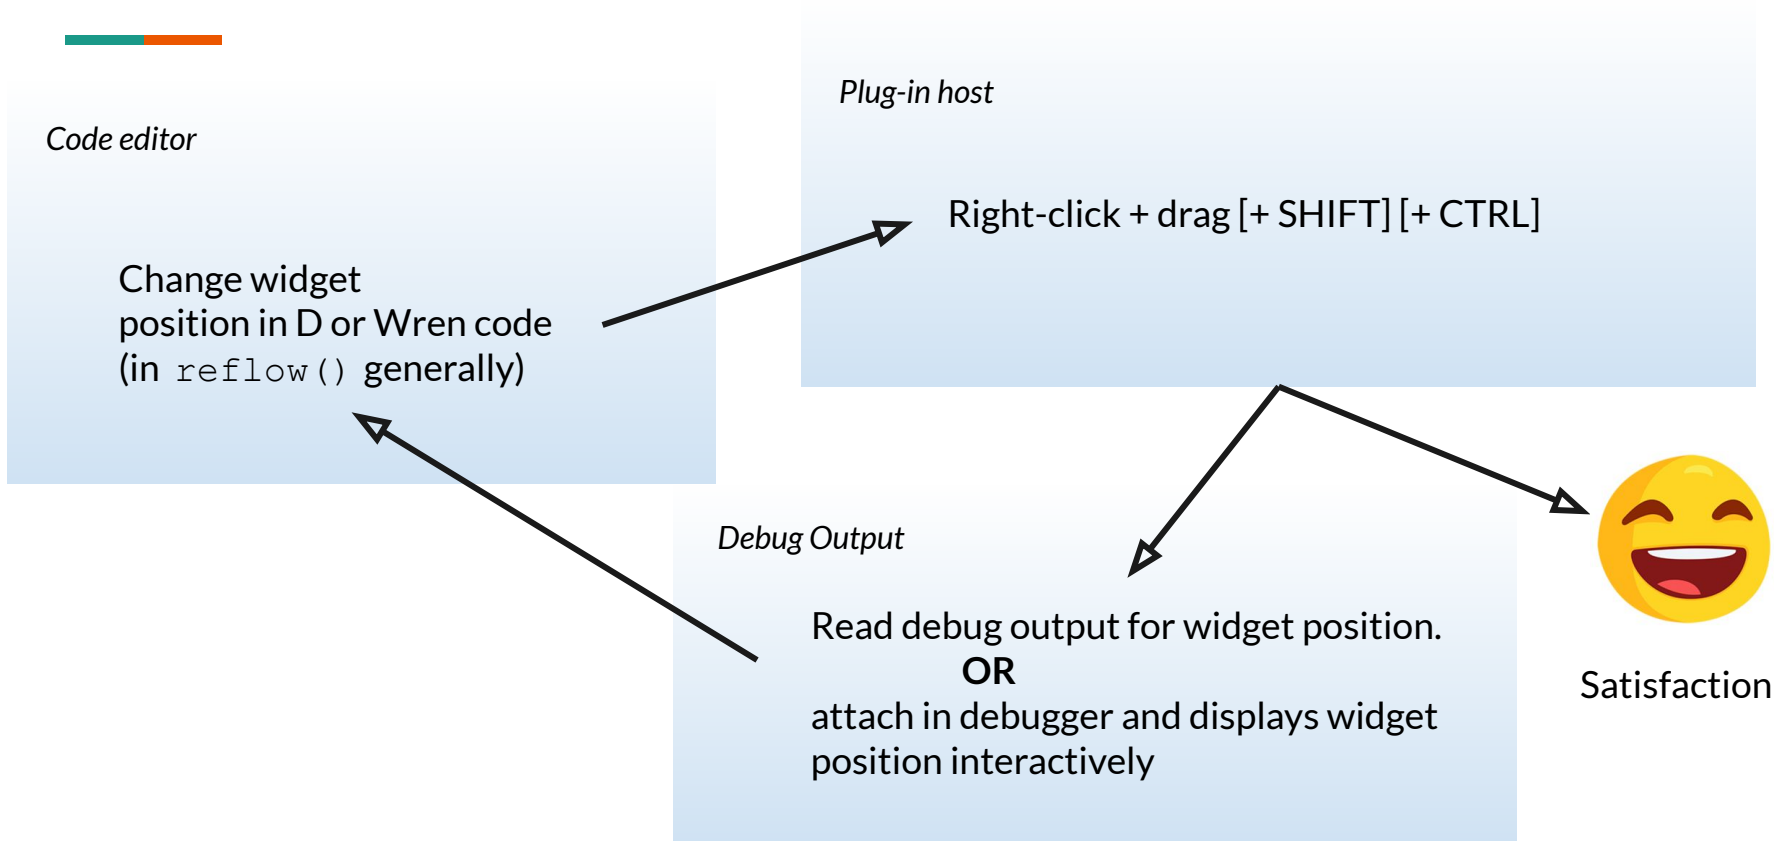 Code editor
Change widget
position in D or Wren code
(in reflow() generally)
Plug-in host
Right-click + drag [+ SHIFT] [+ CTRL]
Debug Output
Read debug output for widget position.
OR
attach in debugger and displays widget
position interactively
Satisfaction